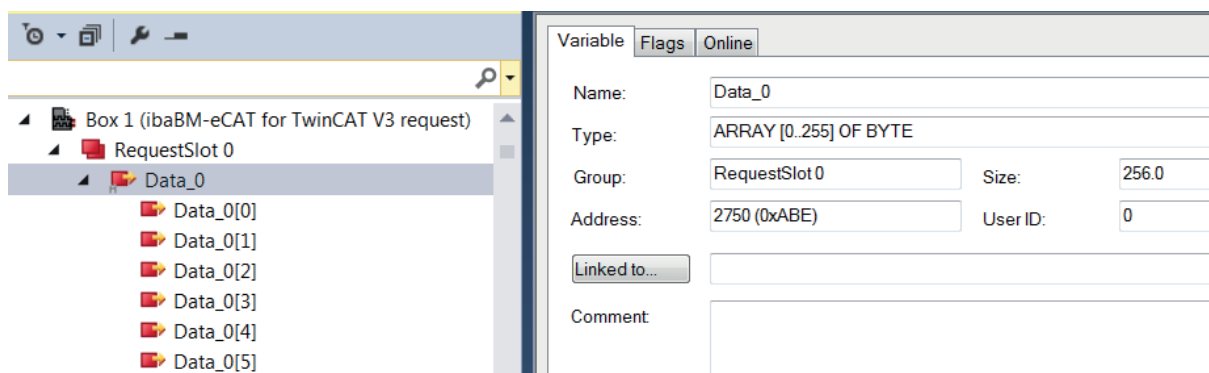 Box 1 (ibaBM-eCAT for TwinCAT V3 request)
RequestSlot 0
Data_0
Data_0[0]
Data_0[1]
Data_0[2]
Data_0[3]
Data_0[4]
Data_0[5]
Variable Flags Online
Name: Data_0
Type: ARRAY [0..255] OF BYTE
Group: RequestSlot 0 Size: 256.0
Address: 2750 (0xABE) User ID: 0
Linked to...
Comment: